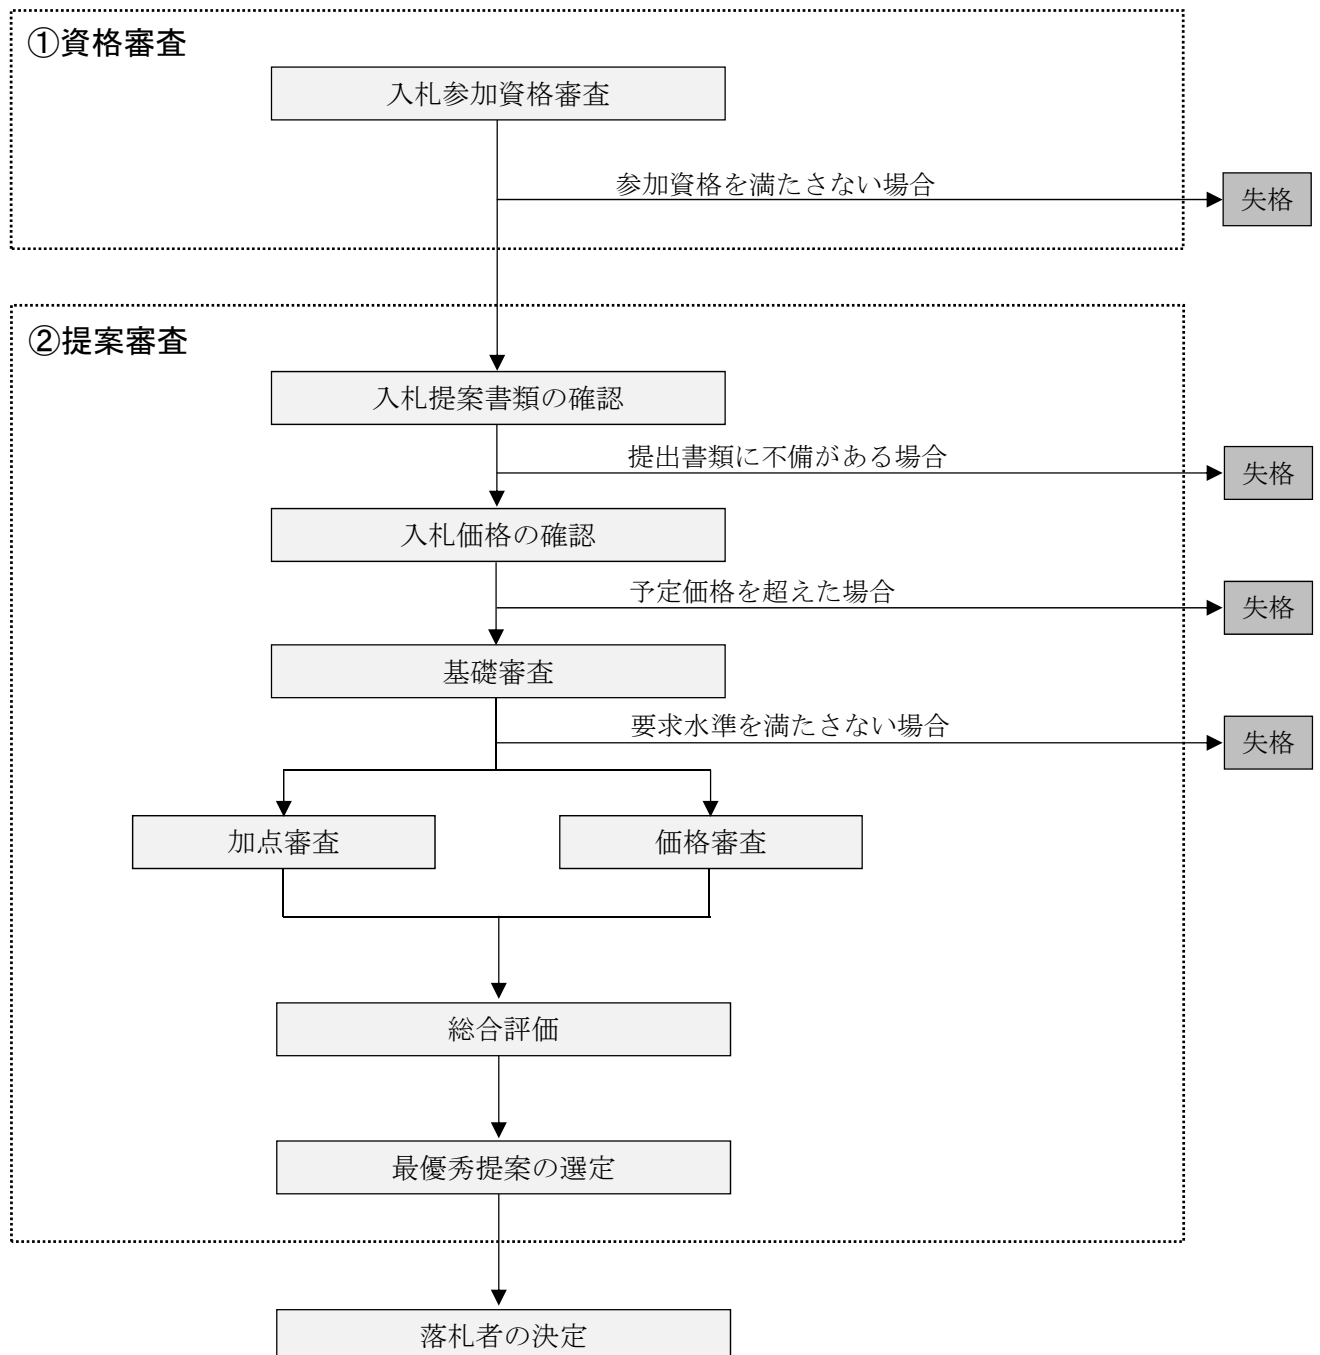 ①資格審査
入札参加資格審査
参加資格を満たさない場合
失格
②提案審査
入札提案書類の確認
提出書類に不備がある場合
失格
入札価格の確認
予定価格を超えた場合
失格
基礎審査
要求水準を満たさない場合
失格
加点審査
価格審査
総合評価
最優秀提案の選定
落札者の決定